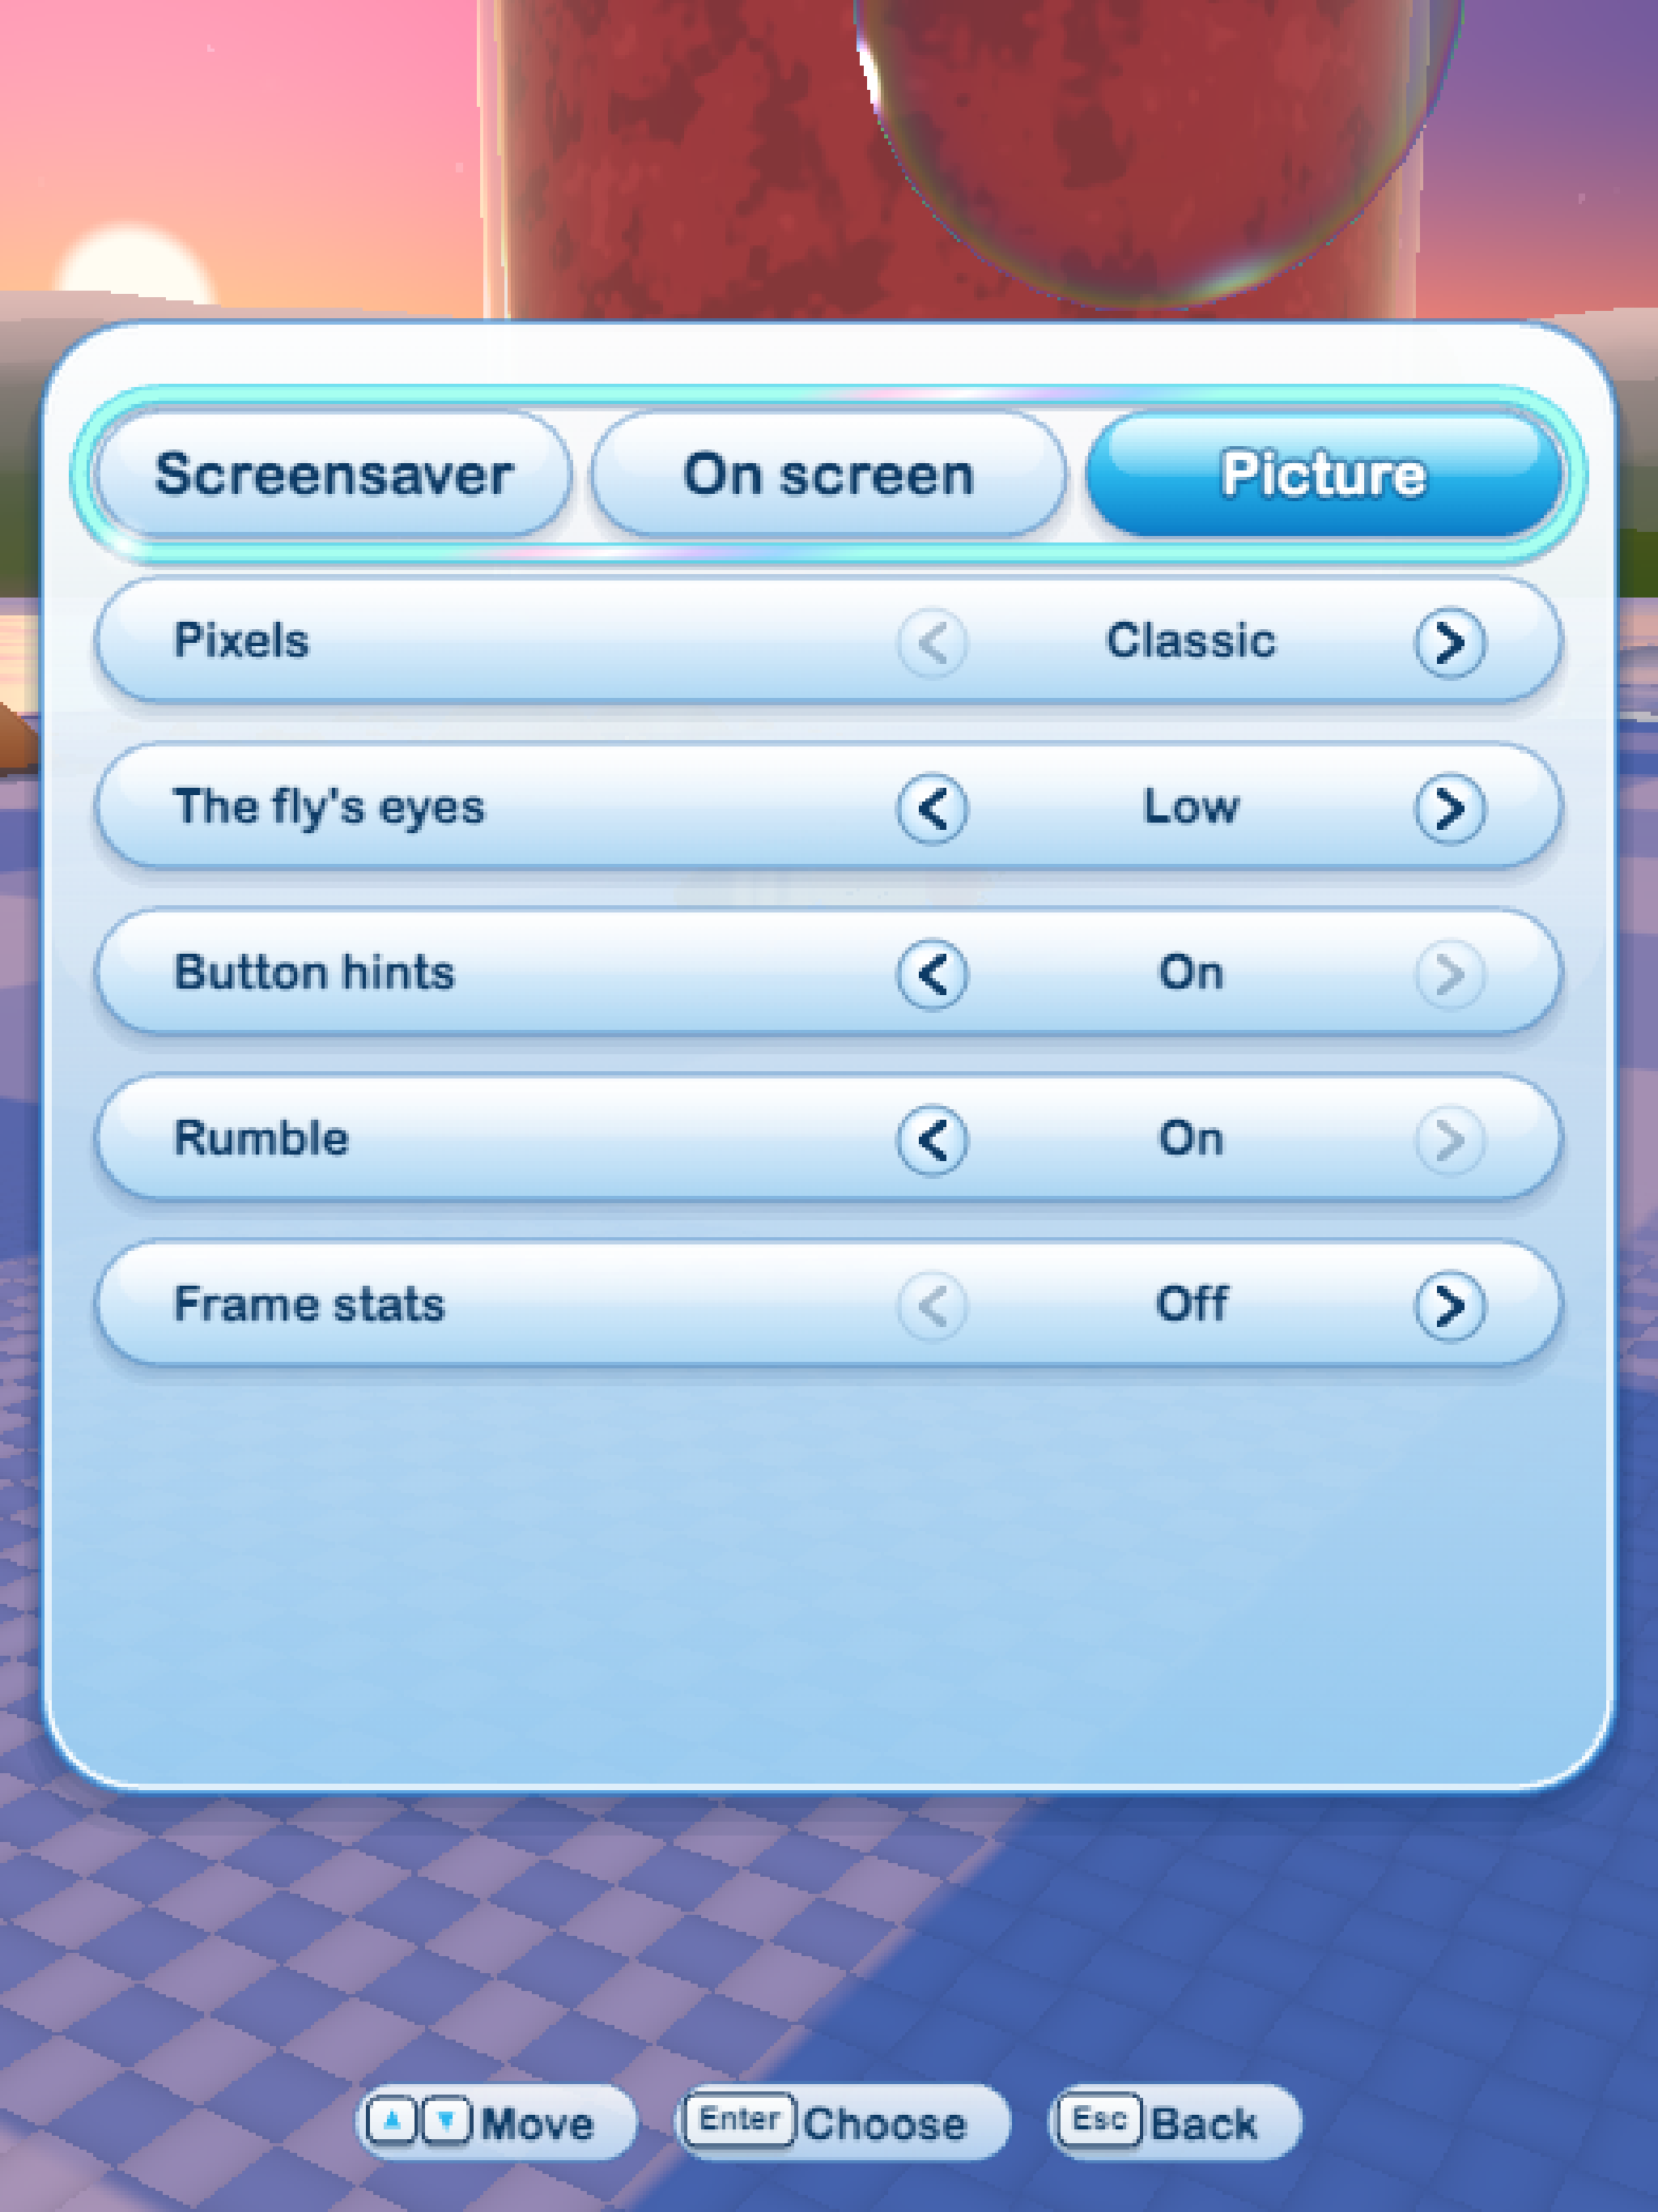 Screensaver On screen Picture
Pixels Classic
The fly's eyes Low
Button hints On
Rumble On
Frame stats Off
Move Enter Choose Esc Back